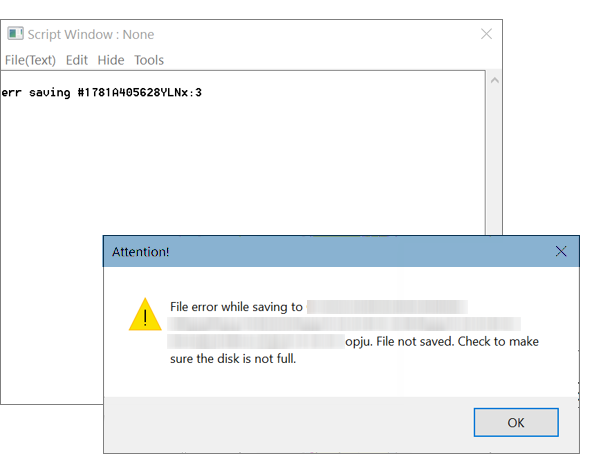 Script Window : None
File(Text) Edit Hide Tools
err saving #1781A405628YLNx:3
Attention!
File error while saving to
opju. File not saved. Check to make
sure the disk is not full.
OK